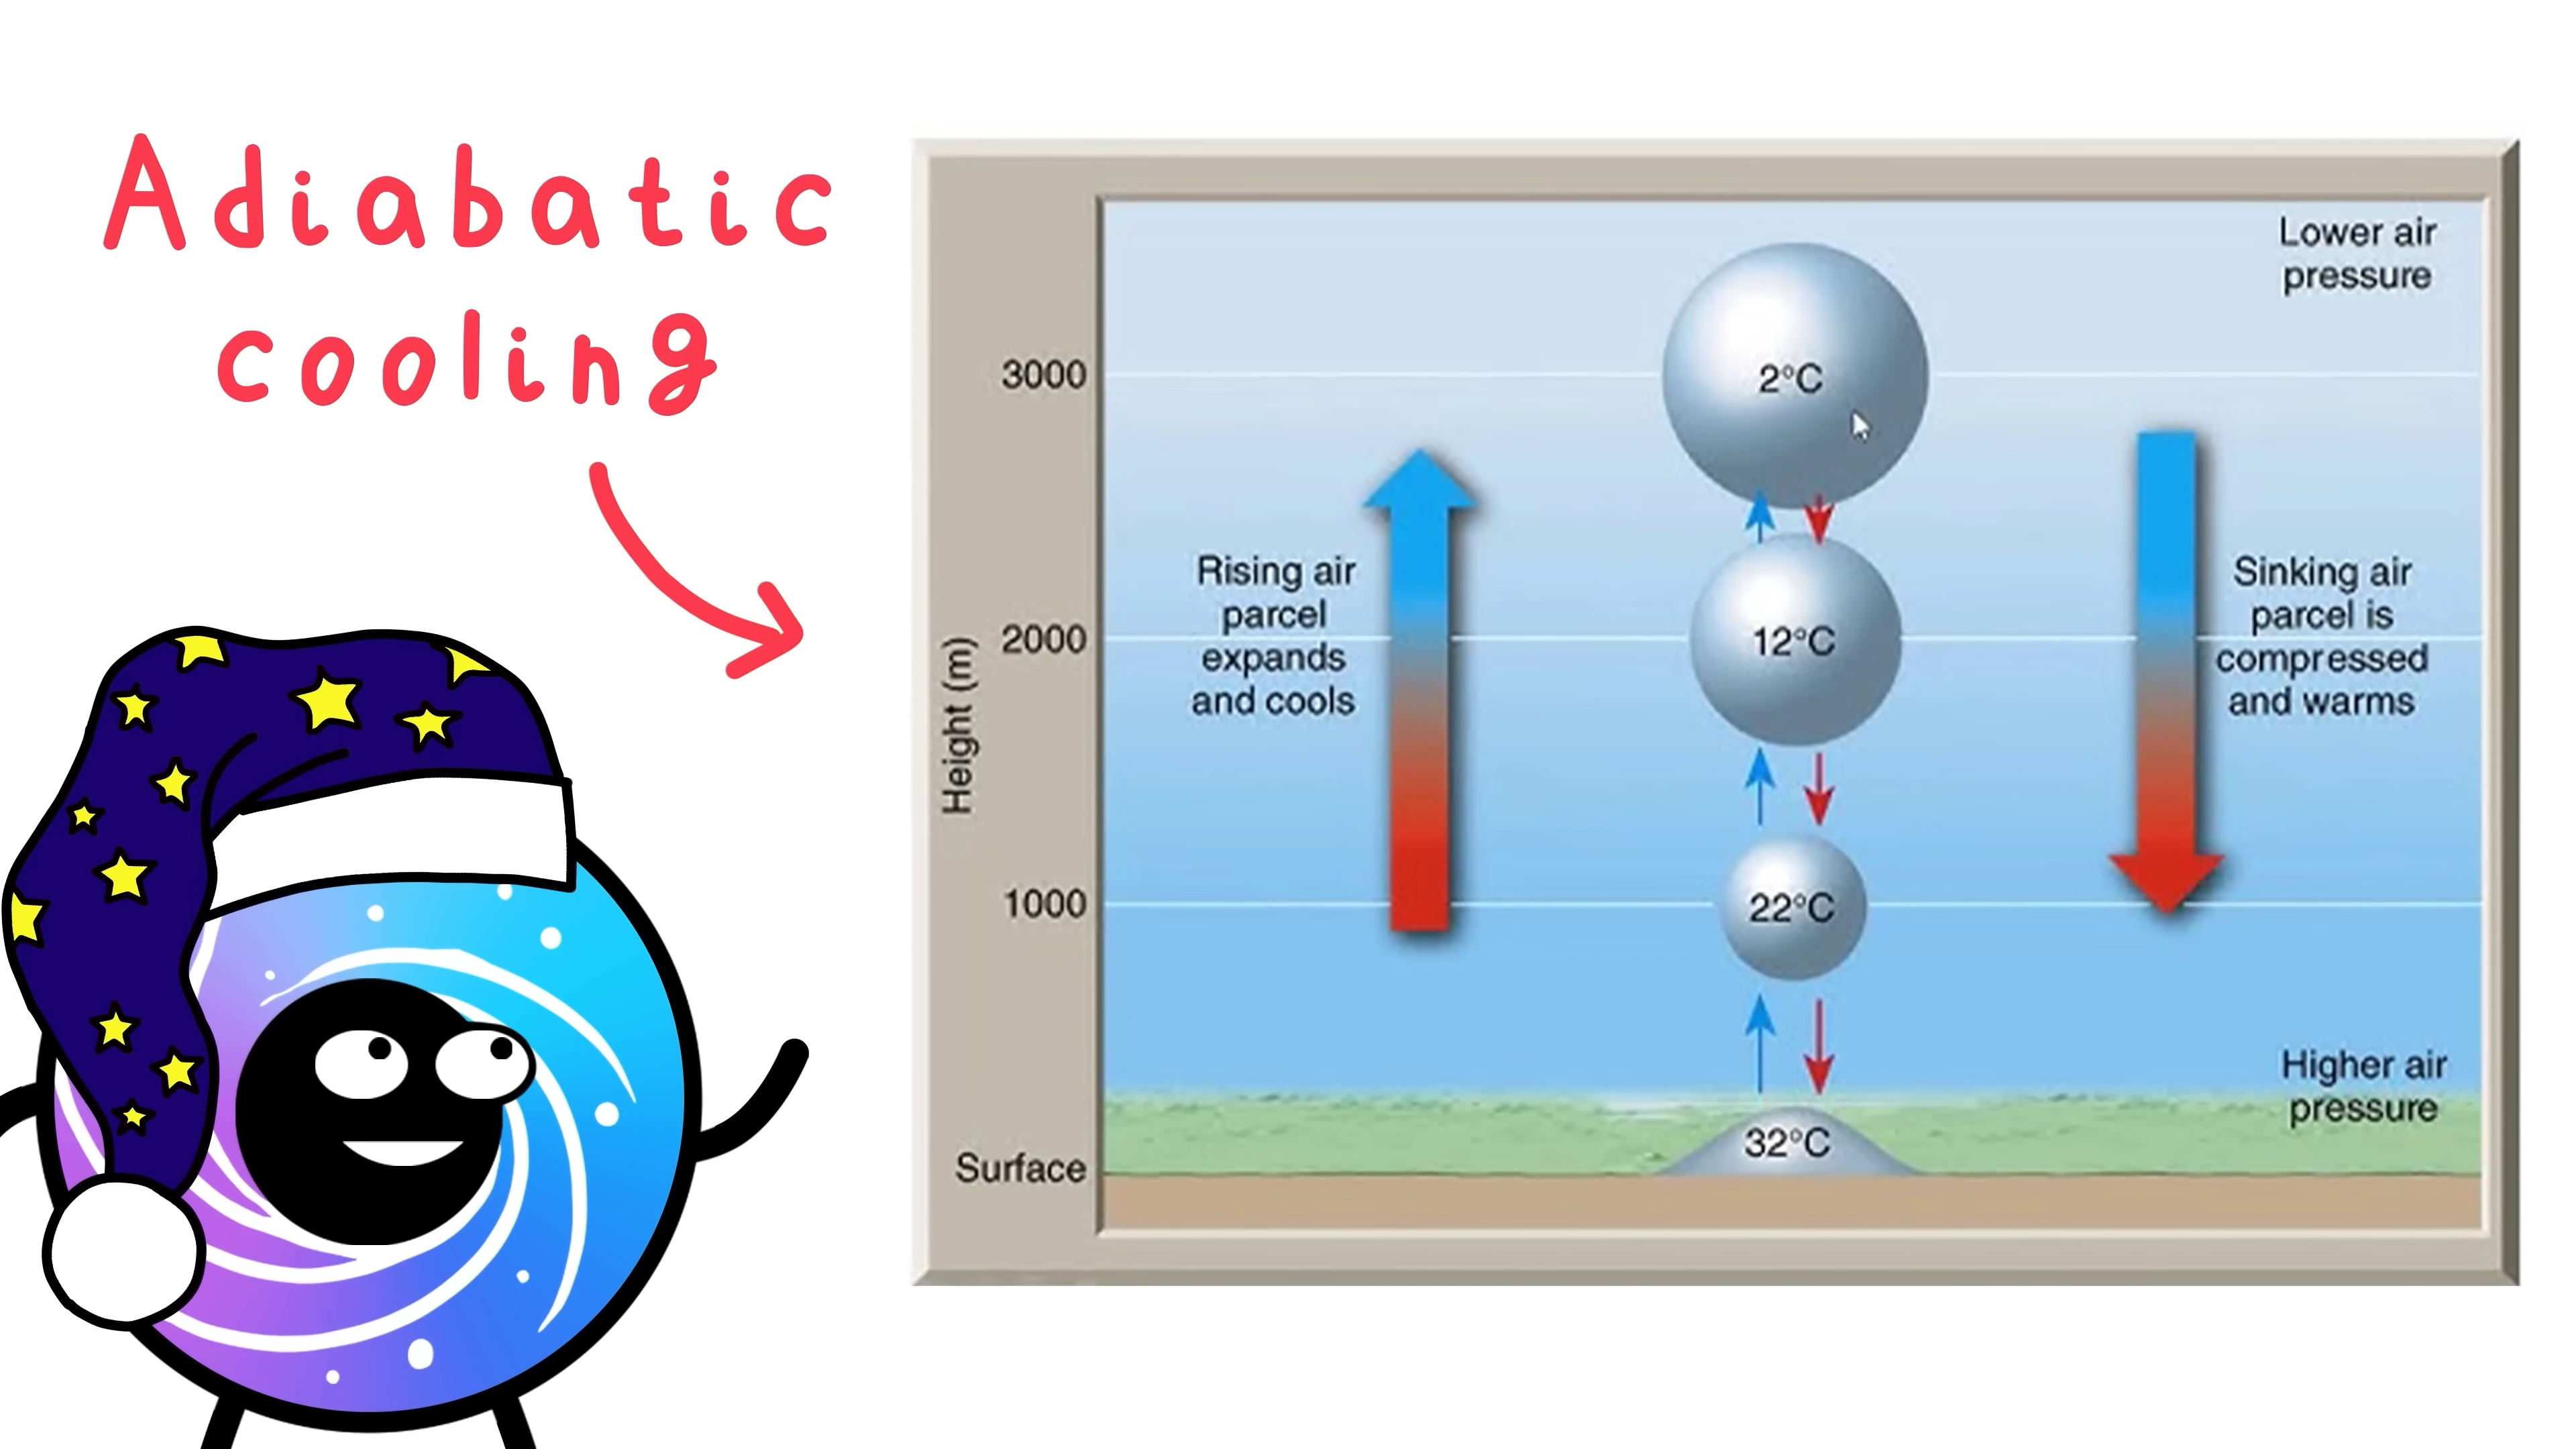 Adiabatic
cooling
Lower air
pressure
3000
2°C
Rising air
parcel
expands
and cools
Sinking air
parcel is
compressed
and warms
Height (m)
2000
12°C
1000
22°C
Higher air
pressure
Surface
32°C